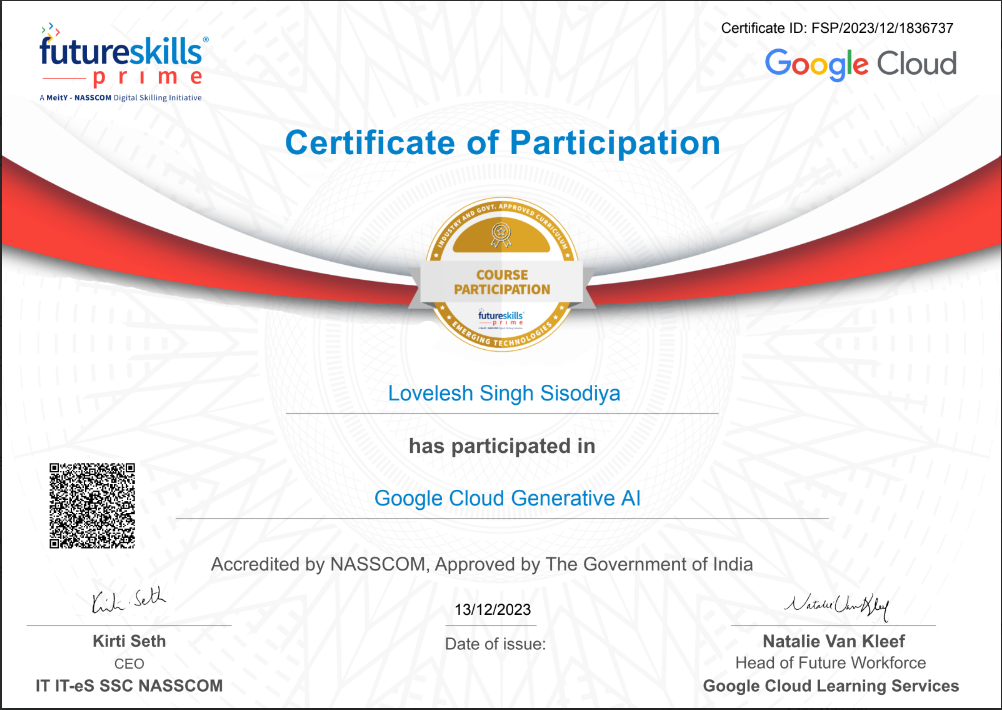 Certificate ID: FSP/2023/12/1836737
futureskills®
prime
A MeitY - NASSCOM Digital Skilling Initiative
Google Cloud
Certificate of Participation
INDUSTRY AND GOVT. APPROVED CURRICULUM
COURSE
PARTICIPATION
futureskills
prime
EMERGING TECHNOLOGIES
Lovelesh Singh Sisodiya
has participated in
Google Cloud Generative AI
Accredited by NASSCOM, Approved by The Government of India
Kirti Seth
Kirti Seth
CEO
IT IT-eS SSC NASSCOM
13/12/2023
Date of issue:
Natalie Van Kleef
Natalie Van Kleef
Head of Future Workforce
Google Cloud Learning Services